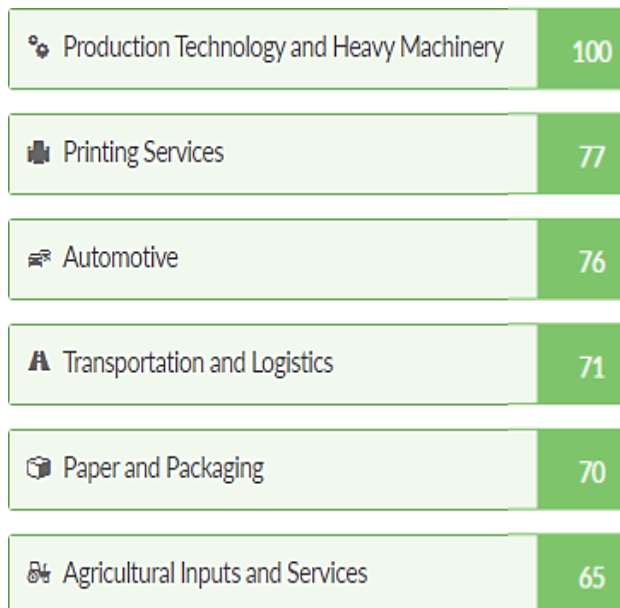 Production Technology and Heavy Machinery 100
Printing Services 77
Automotive 76
Transportation and Logistics 71
Paper and Packaging 70
Agricultural Inputs and Services 65